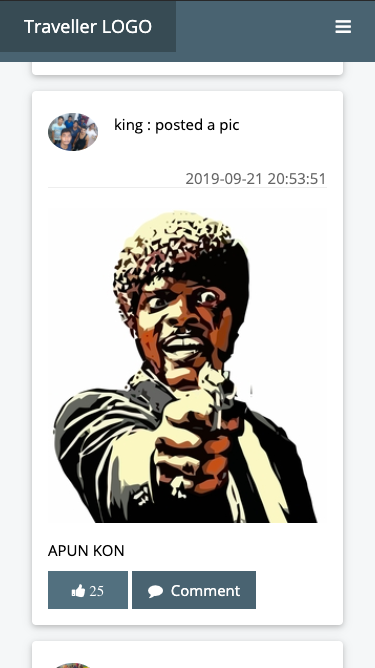 Traveller LOGO
king : posted a pic
2019-09-21 20:53:51
APUN KON
25
Comment